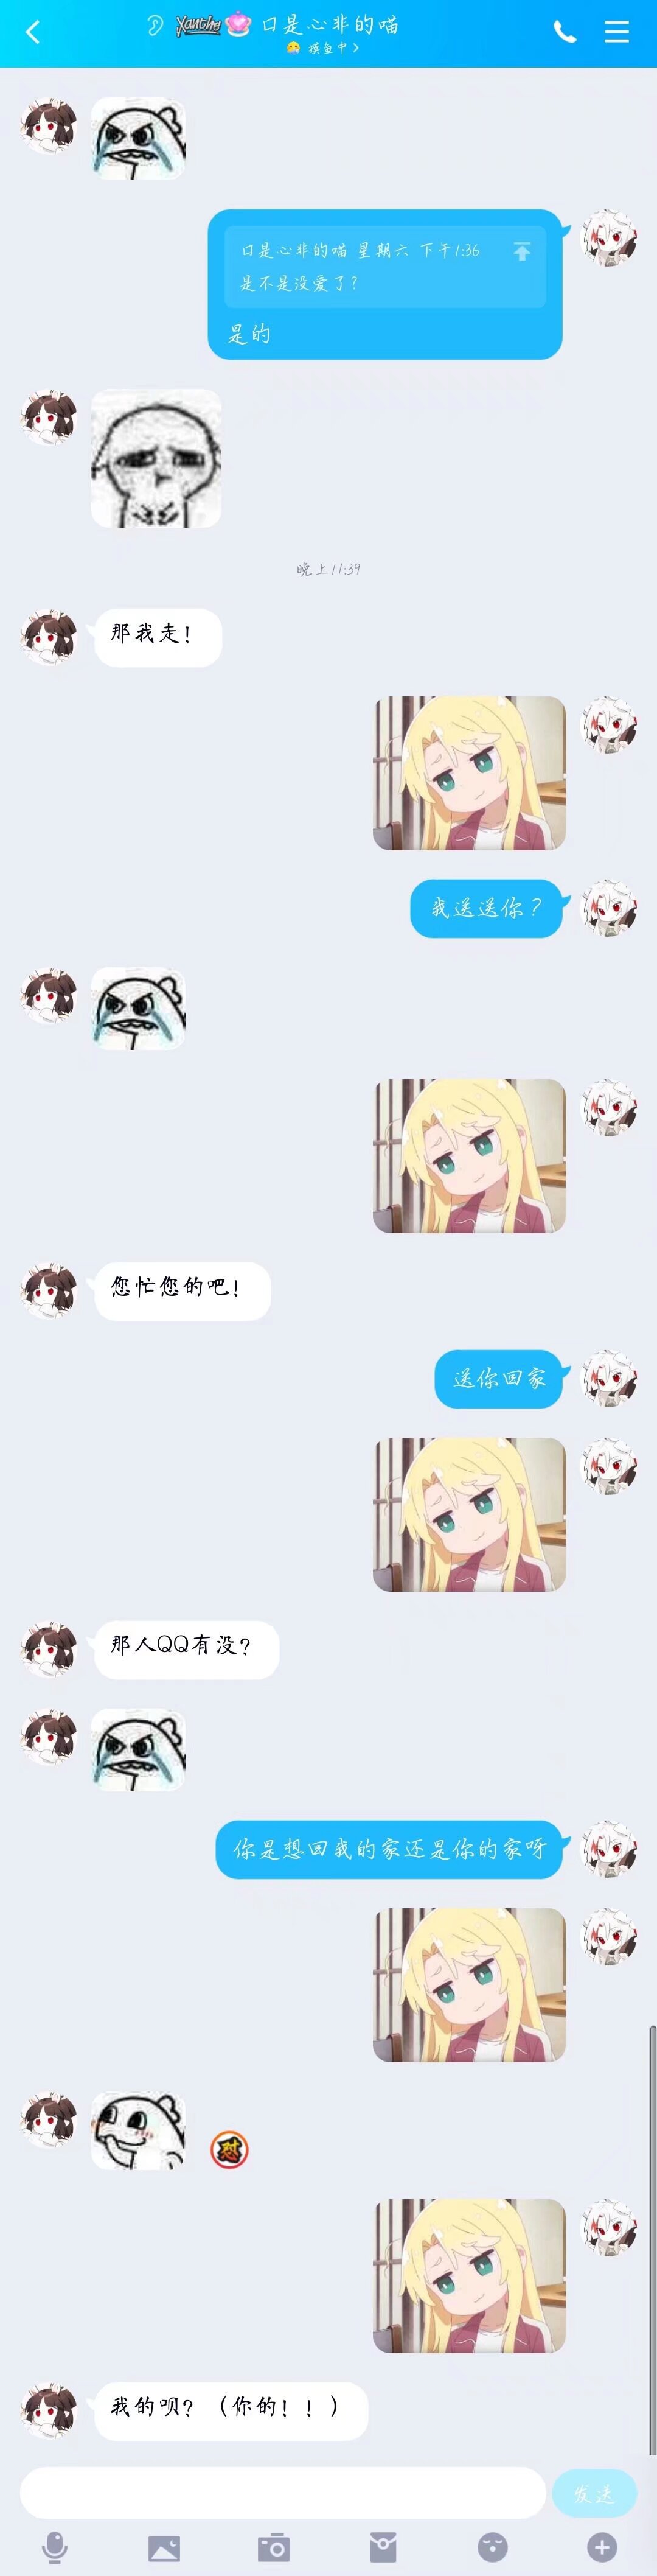 Xantha 口是心非的喵
摸鱼中
口是心非的喵 星期六 下午1:36
是不是没爱了?
是的
晚上11:39
那我走!
我送送你?
您忙您的吧!
送你回家
那人QQ有没?
你是想回我的家还是你的家呀
怼
我的呗? (你的!!)
发送